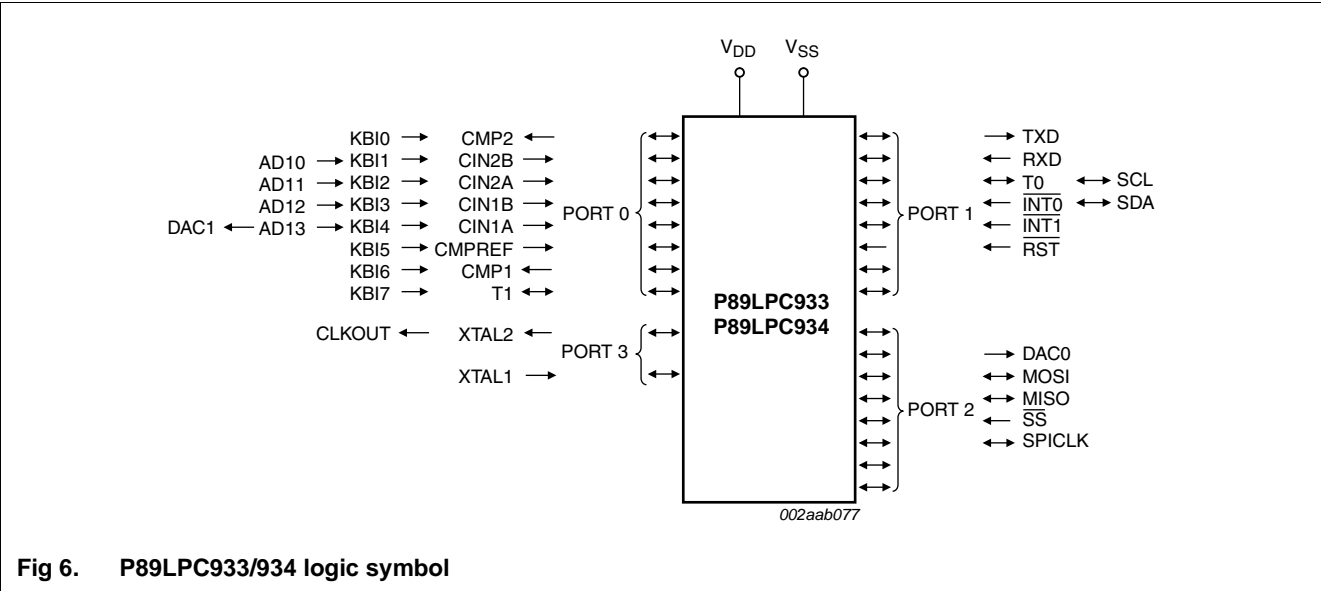 VDD VSS
KBI0 CMP2 TXD
AD10 KBI1 CIN2B RXD
AD11 KBI2 CIN2A T0 SCL
AD12 KBI3 CIN1B PORT 0 PORT 1 INT0 SDA
DAC1 AD13 KBI4 CIN1A INT1
KBI5 CMPREF RST
KBI6 CMP1
KBI7 T1
P89LPC933
P89LPC934
CLKOUT XTAL2
PORT 3 DAC0
XTAL1 MOSI
MISO
PORT 2 SS
SPICLK
002aab077
Fig 6. P89LPC933/934 logic symbol